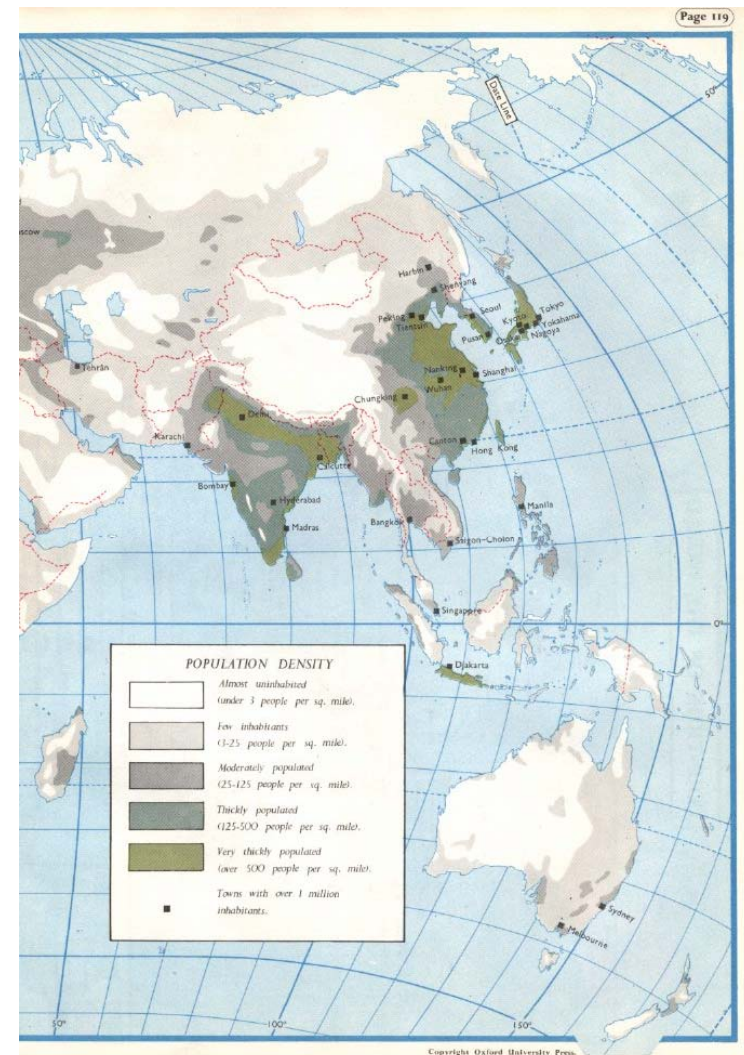 Page 119
Date Line
50°
Harbin
Shenyang
Peking
Tientsin
Seoul
Pusan
Kyoto
Tokyo
Yokahama
Osaka
Nagoya
Tehrān
Nanking
Shanghai
Wuhan
Chungking
Delhi
Karachi
Canton
Hong Kong
Calcutta
Bombay
Hyderabad
Madras
Bangkok
Manila
Saigon-Cholon
Singapore
0°
Djakarta
POPULATION DENSITY
Almost uninhabited
(under 3 people per sq. mile).
Few inhabitants
(3-25 people per sq. mile).
Moderately populated
(25-125 people per sq. mile).
Thickly populated
(125-500 people per sq. mile).
Very thickly populated
(over 500 people per sq. mile).
Towns with over 1 million
inhabitants.
Sydney
Melbourne
50°
100°
150°
Copyright Oxford University Press